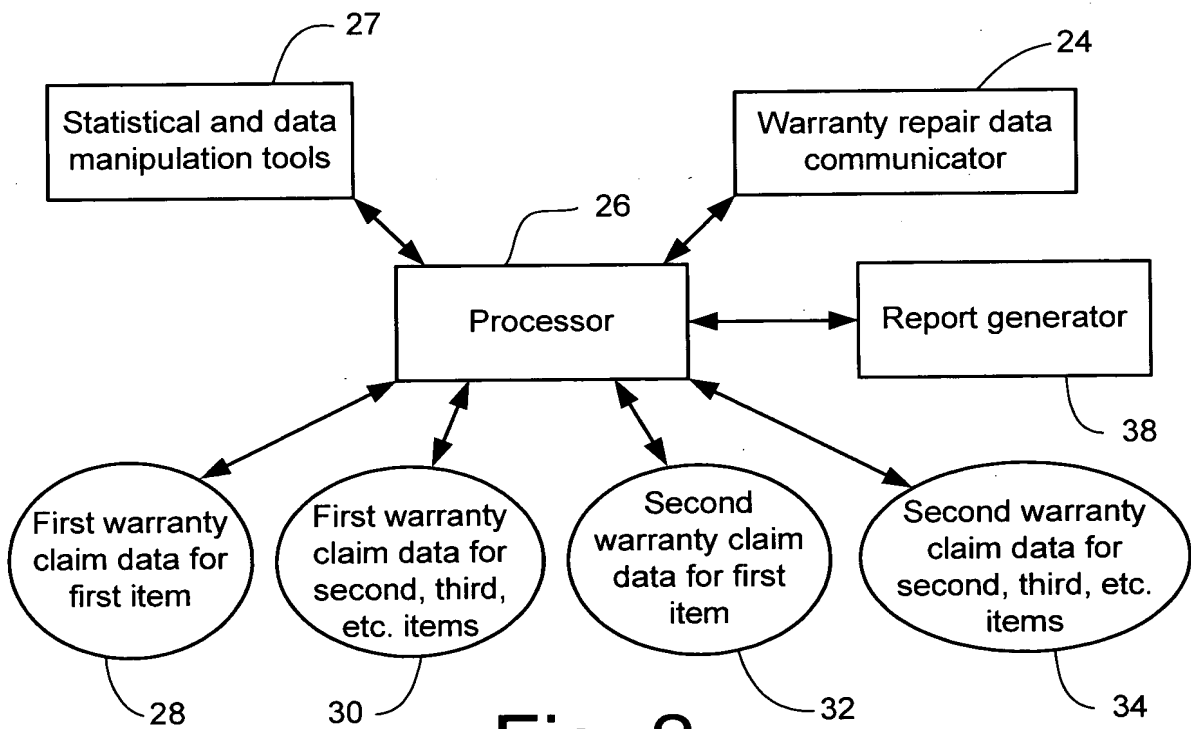 27
24
Statistical and data
manipulation tools
Warranty repair data
communicator
26
Processor
Report generator
38
First warranty
claim data for
first item
First warranty
claim data for
second, third,
etc. items
Second
warranty claim
data for first
item
Second warranty
claim data for
second, third, etc.
items
28
30
32
34